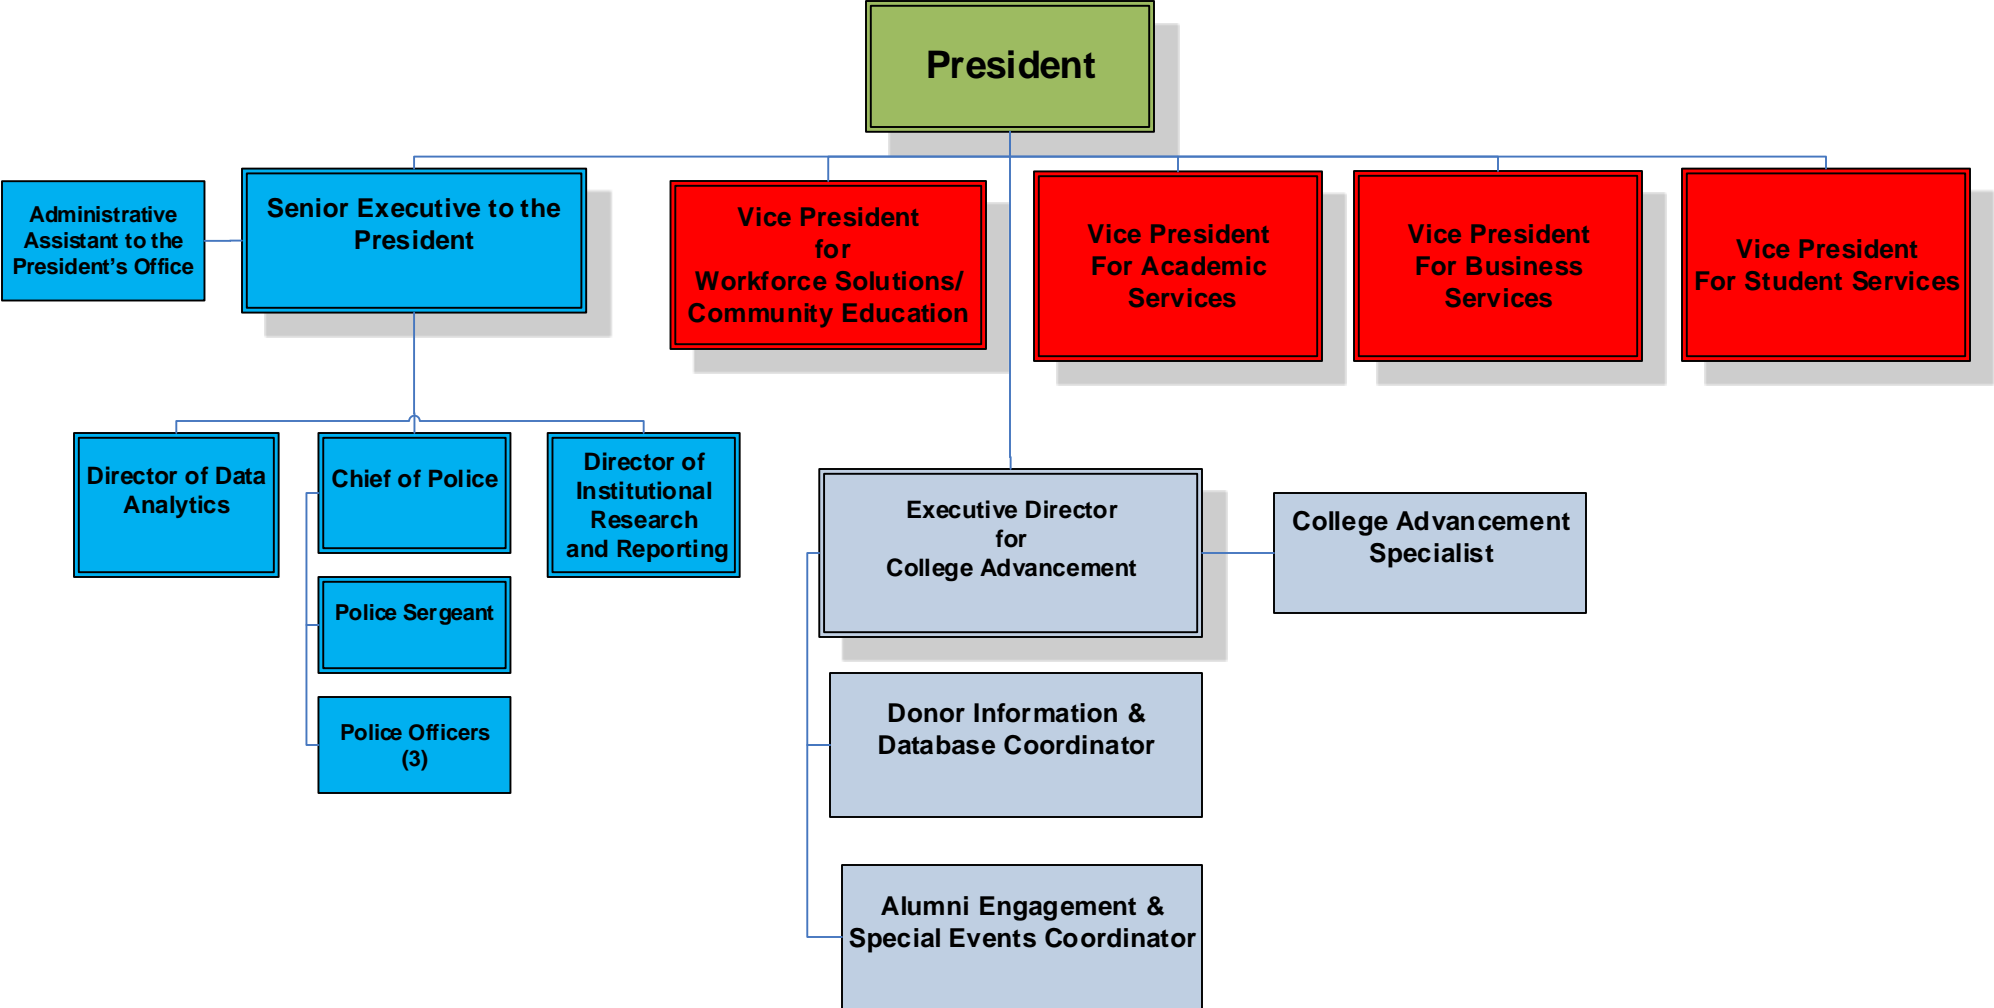 President
Administrative
Assistant to the
President’s Office
Senior Executive to the
President
Vice President
for
Workforce Solutions/
Community Education
Vice President
For Academic
Services
Vice President
For Business
Services
Vice President
For Student Services
Director of Data
Analytics
Chief of Police
Director of
Institutional
Research
and Reporting
Police Sergeant
Police Officers
(3)
Executive Director
for
College Advancement
College Advancement
Specialist
Donor Information &
Database Coordinator
Alumni Engagement &
Special Events Coordinator